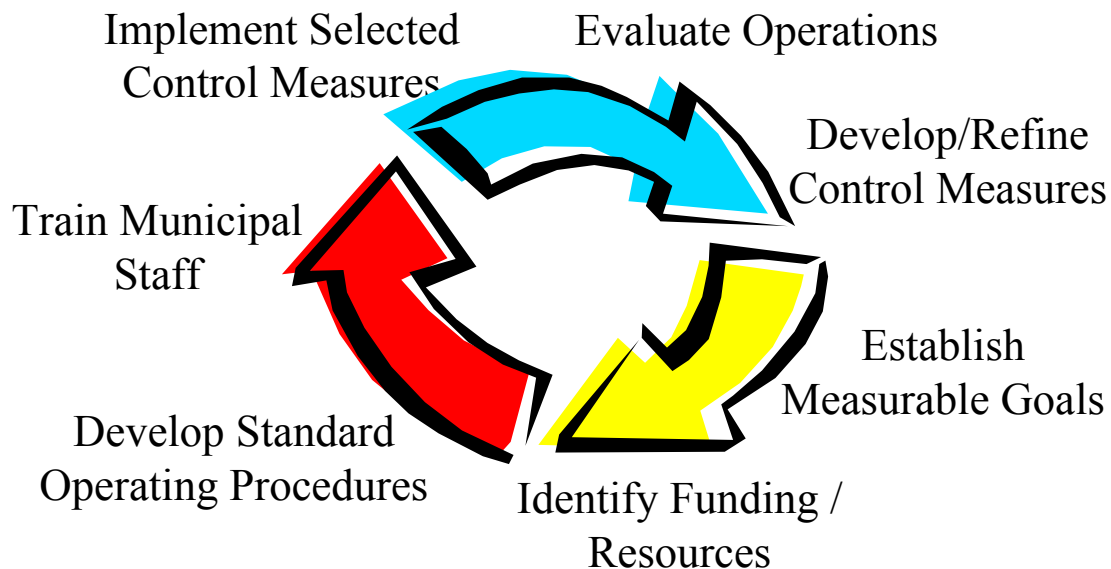 Implement Selected
Control Measures
Evaluate Operations
Develop/Refine
Control Measures
Establish
Measurable Goals
Identify Funding /
Resources
Develop Standard
Operating Procedures
Train Municipal
Staff